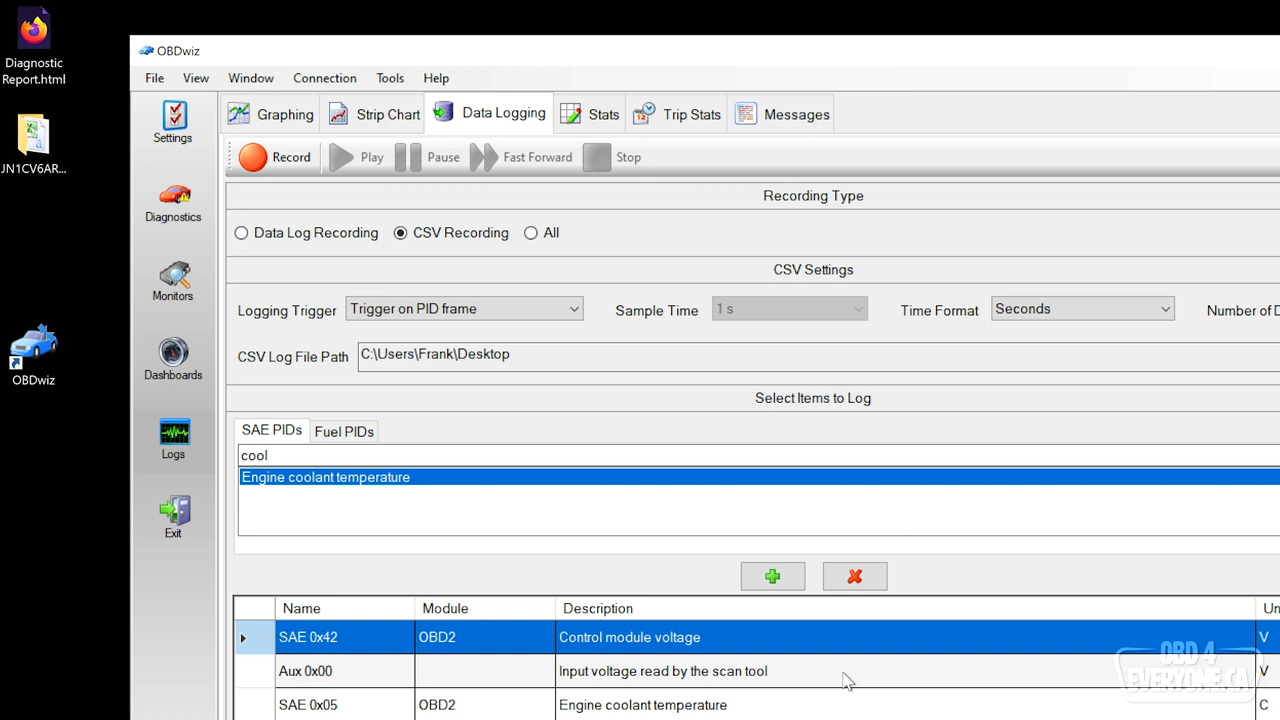 Diagnostic
Report.html
JN1CV6AR...
OBDwiz
OBDwiz
File View Window Connection Tools Help
Settings
Diagnostics
Monitors
Dashboards
Logs
Exit
Graphing Strip Chart Data Logging Stats Trip Stats Messages
Record Play Pause Fast Forward Stop
Recording Type
Data Log Recording CSV Recording All
CSV Settings
Logging Trigger Trigger on PID frame Sample Time 1 s Time Format Seconds Number of D
CSV Log File Path C:\Users\Frank\Desktop
Select Items to Log
SAE PIDs Fuel PIDs
cool
Engine coolant temperature
Name Module Description Un
SAE 0x42 OBD2 Control module voltage V
Aux 0x00 Input voltage read by the scan tool V
SAE 0x05 OBD2 Engine coolant temperature C
OBD 4
EVERYONE.CA